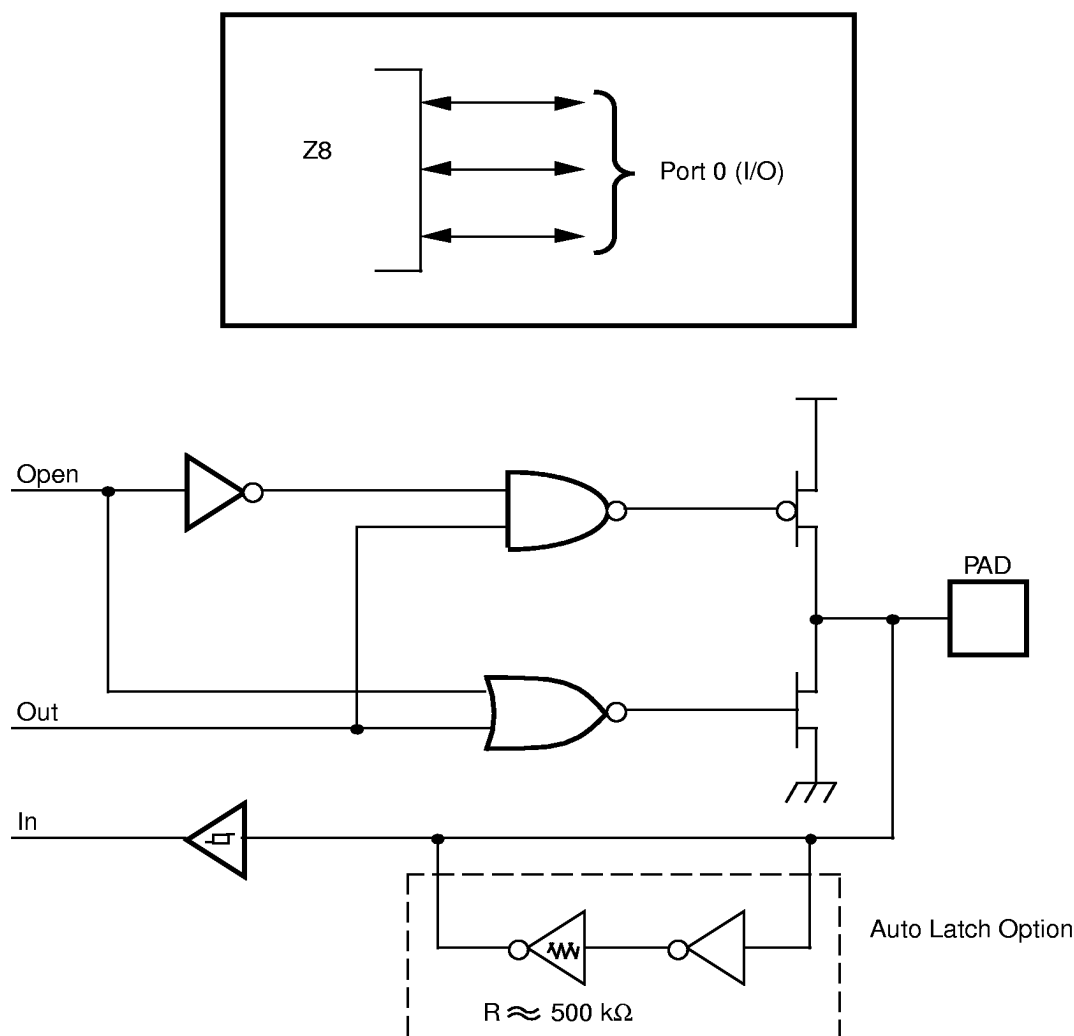 Z8
Port 0 (I/O)
Open
PAD
Out
In
Auto Latch Option
R ≈ 500 kΩ